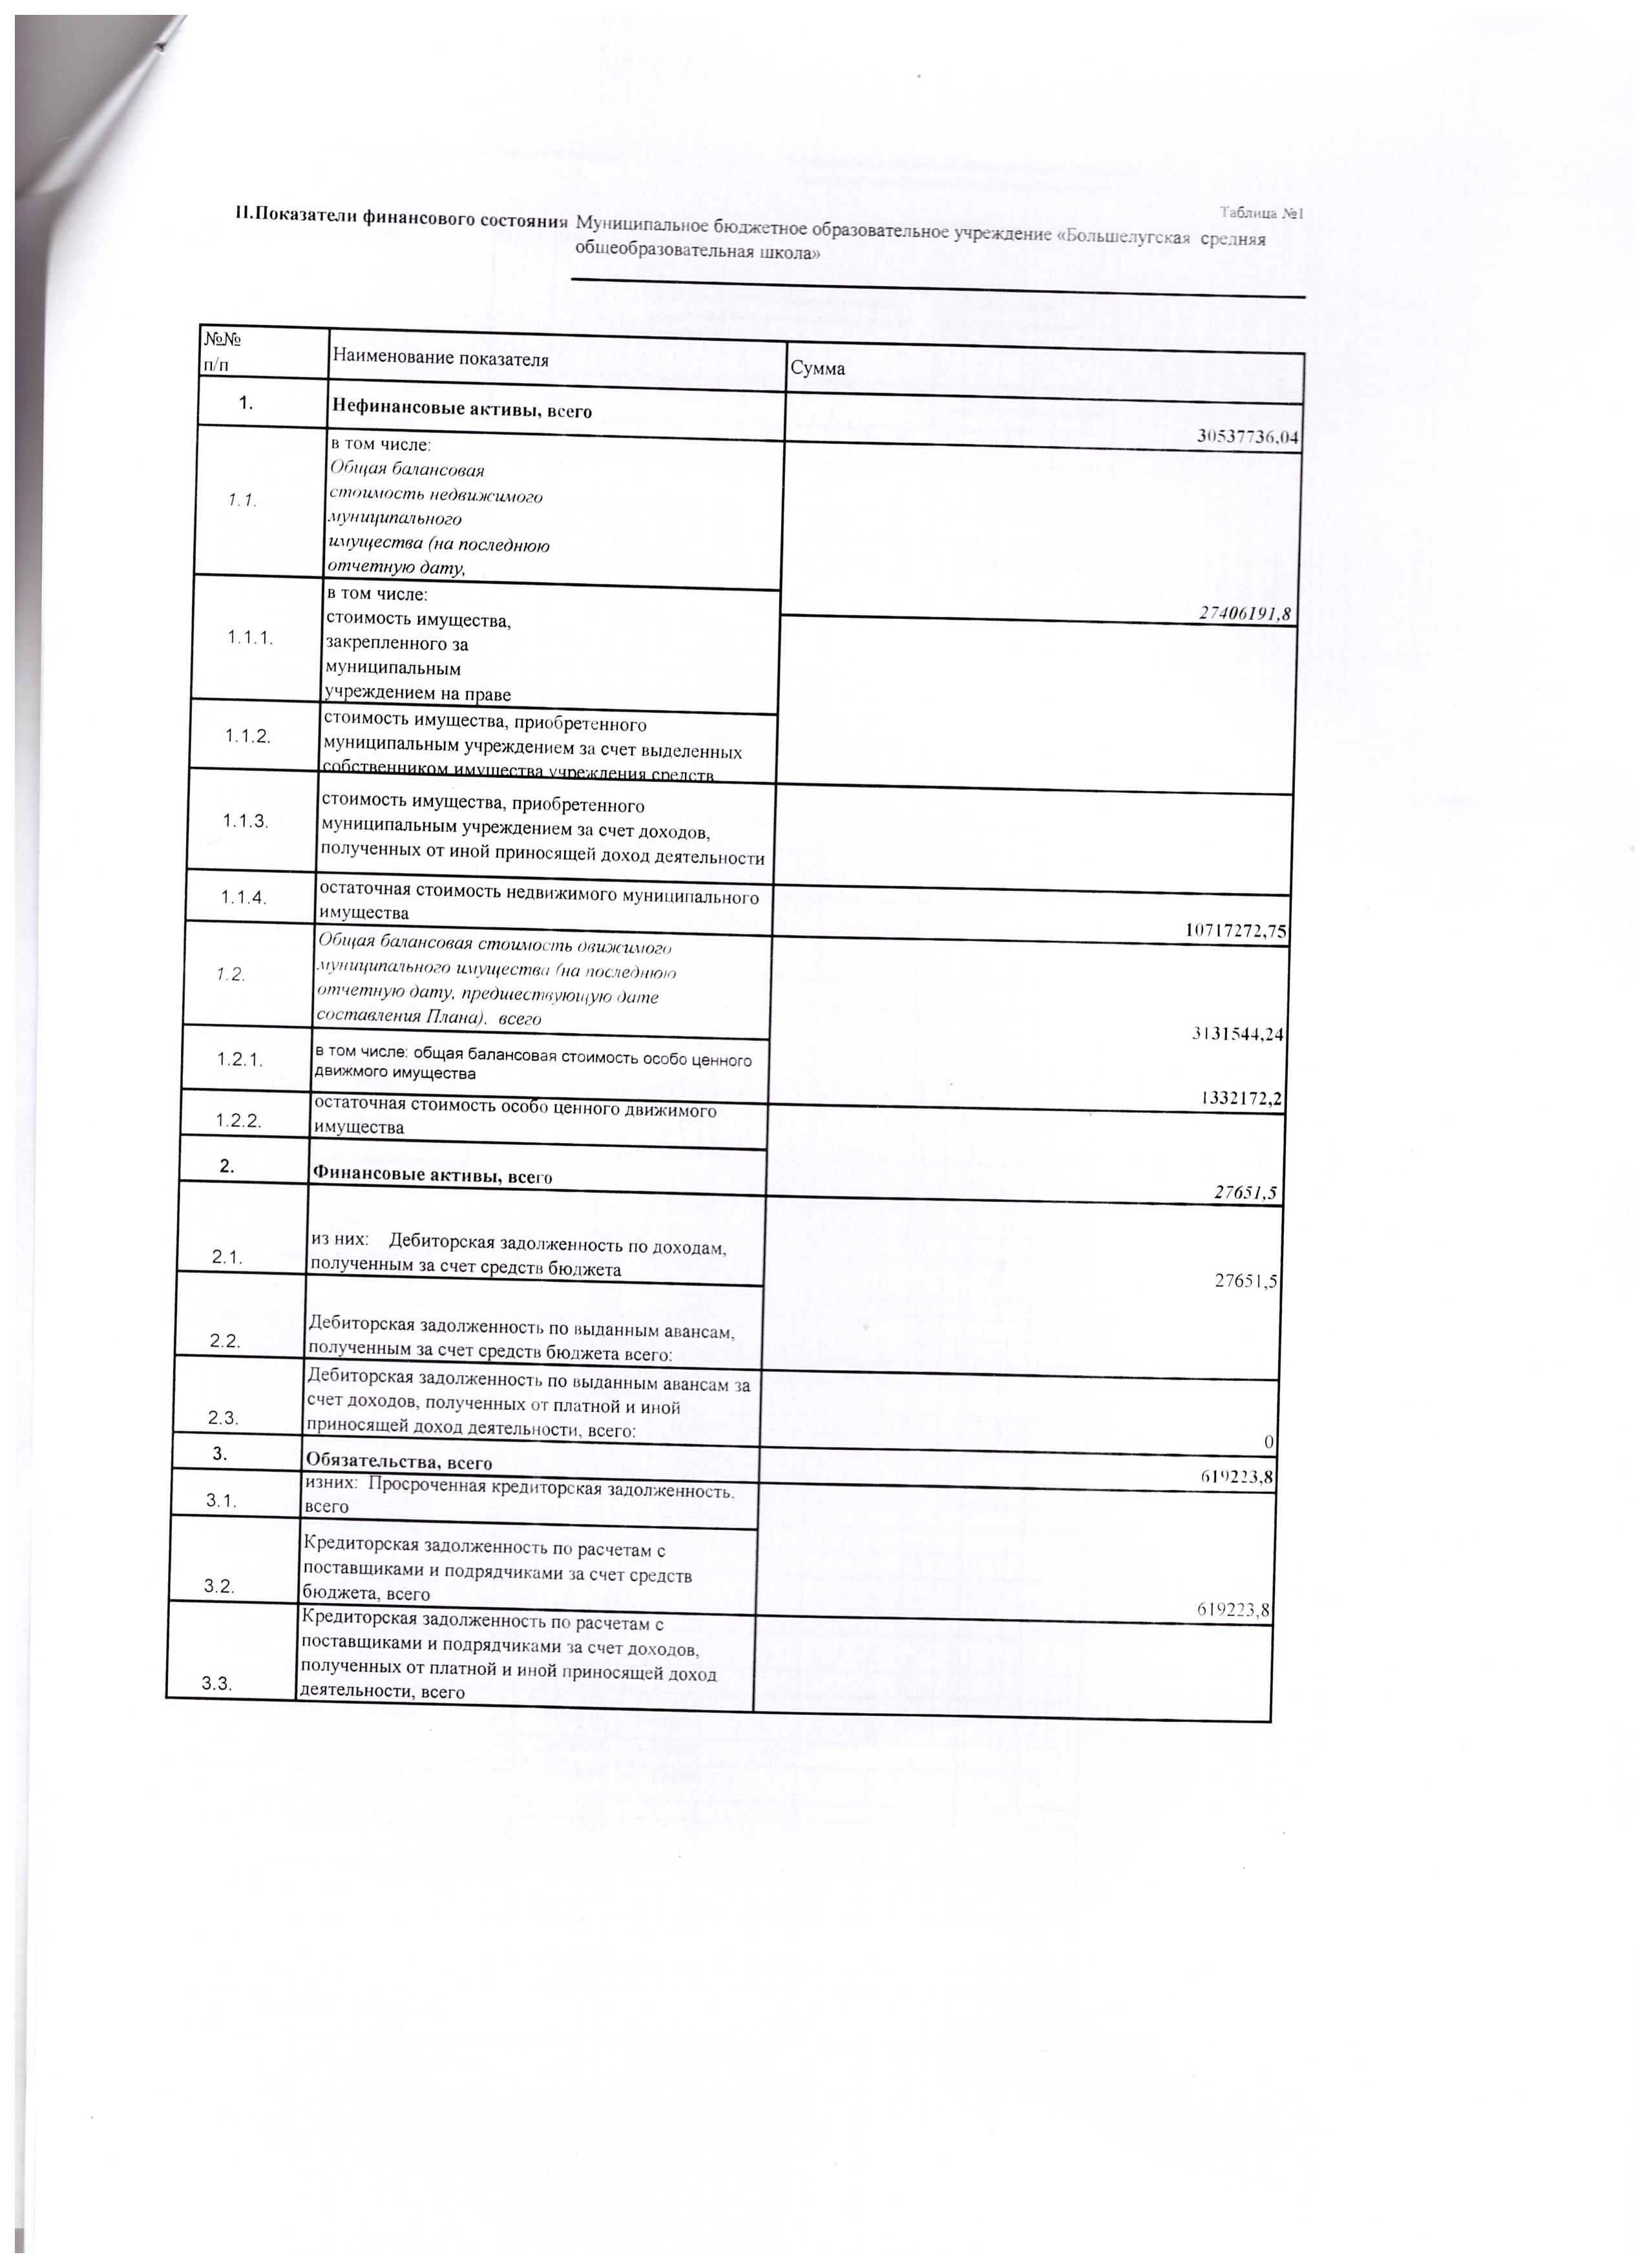 Таблица №1
II.Показатели финансового состояния Муниципальное бюджетное образовательное учреждение «Большелугская средняя
общеобразовательная школа»
№№
п/п
Наименование показателя
Сумма
1.
Нефинансовые активы, всего
30537736,04
1.1.
в том числе:
Общая балансовая
стоимость недвижимого
муниципального
имущества (на последнюю
отчетную дату,
27406191,8
1.1.1.
в том числе:
стоимость имущества,
закрепленного за
муниципальным
учреждением на праве
1.1.2.
стоимость имущества, приобретенного
муниципальным учреждением за счет выделенных
собственником имущества учреждения средств
1.1.3.
стоимость имущества, приобретенного
муниципальным учреждением за счет доходов,
полученных от иной приносящей доход деятельности
1.1.4.
остаточная стоимость недвижимого муниципального
имущества
10717272,75
1.2.
Общая балансовая стоимость движимого
муниципального имущества (на последнюю
отчетную дату, предшествующую дате
составления Плана), всего
3131544,24
1.2.1.
в том числе: общая балансовая стоимость особо ценного
движмого имущества
1332172,2
1.2.2.
остаточная стоимость особо ценного движимого
имущества
2.
Финансовые активы, всего
27651,5
2.1.
из них: Дебиторская задолженность по доходам,
полученным за счет средств бюджета
27651,5
2.2.
Дебиторская задолженность по выданным авансам,
полученным за счет средств бюджета всего:
2.3.
Дебиторская задолженность по выданным авансам за
счет доходов, полученных от платной и иной
приносящей доход деятельности, всего:
0
3.
Обязательства, всего
619223,8
3.1.
изних: Просроченная кредиторская задолженность,
всего
3.2.
Кредиторская задолженность по расчетам с
поставщиками и подрядчиками за счет средств
бюджета, всего
619223,8
3.3.
Кредиторская задолженность по расчетам с
поставщиками и подрядчиками за счет доходов,
полученных от платной и иной приносящей доход
деятельности, всего